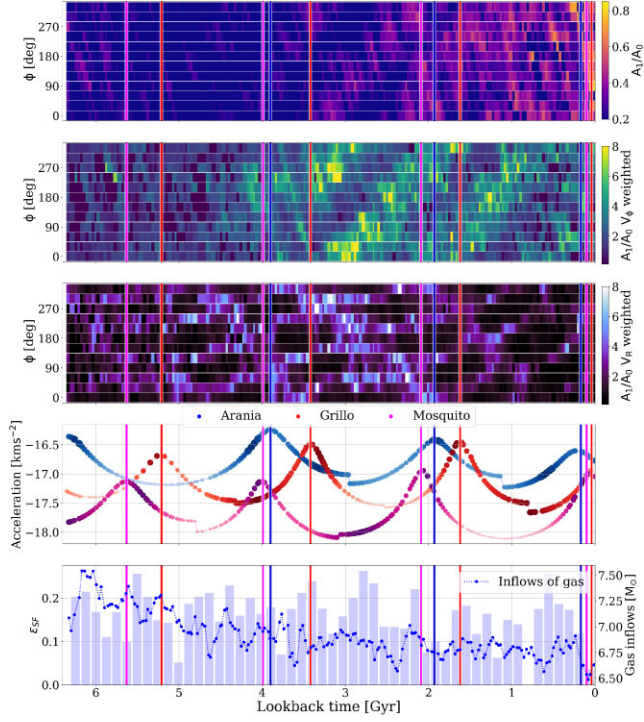 270
180
90
0
ϕ [deg]
0.8
0.6
0.4
0.2
A₁/A₀
270
180
90
0
ϕ [deg]
8
6
4
2
A₁/A₀ V_ϕ weighted
270
180
90
0
ϕ [deg]
8
6
4
2
A₁/A₀ V_R weighted
Arania Grillo Mosquito
−16.5
−17.0
−17.5
−18.0
Acceleration [kms⁻²]
0.2
0.1
0.0
ε_SF
Inflows of gas
7.50
7.25
7.00
6.75
6.50
Gas inflows [M⊙]
6 5 4 3 2 1 0
Lookback time [Gyr]